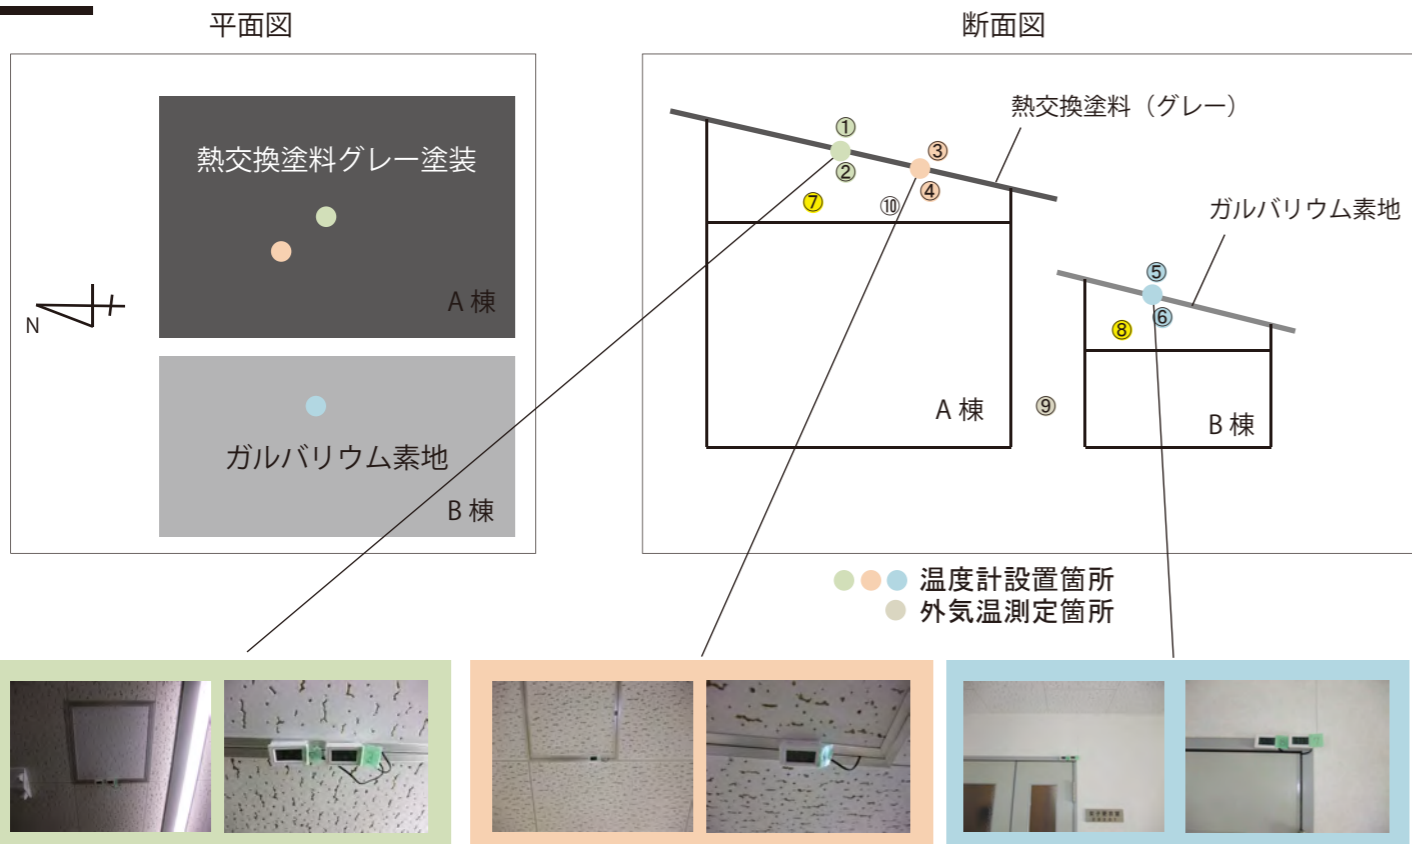 平面図
断面図
熱交換塗料グレー塗装
A 棟
ガルバリウム素地
B 棟
N
①
②
③
④
⑦
⑩
熱交換塗料（グレー）
ガルバリウム素地
⑤
⑥
⑧
⑨
A 棟
B 棟
温度計設置箇所
外気温測定箇所